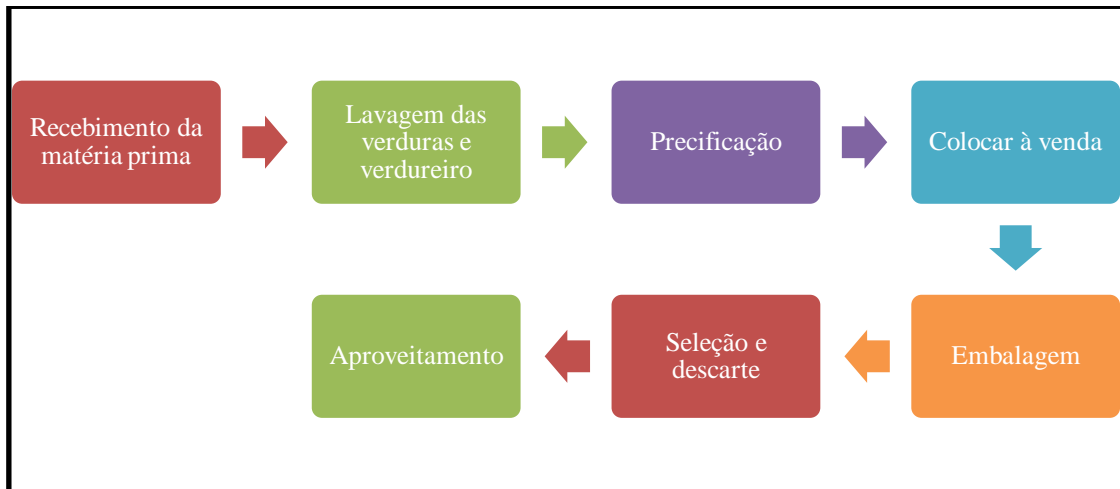 Recebimento da
matéria prima
Lavagem das
verduras e
verdureiro
Precificação
Colocar à venda
Embalagem
Seleção e
descarte
Aproveitamento